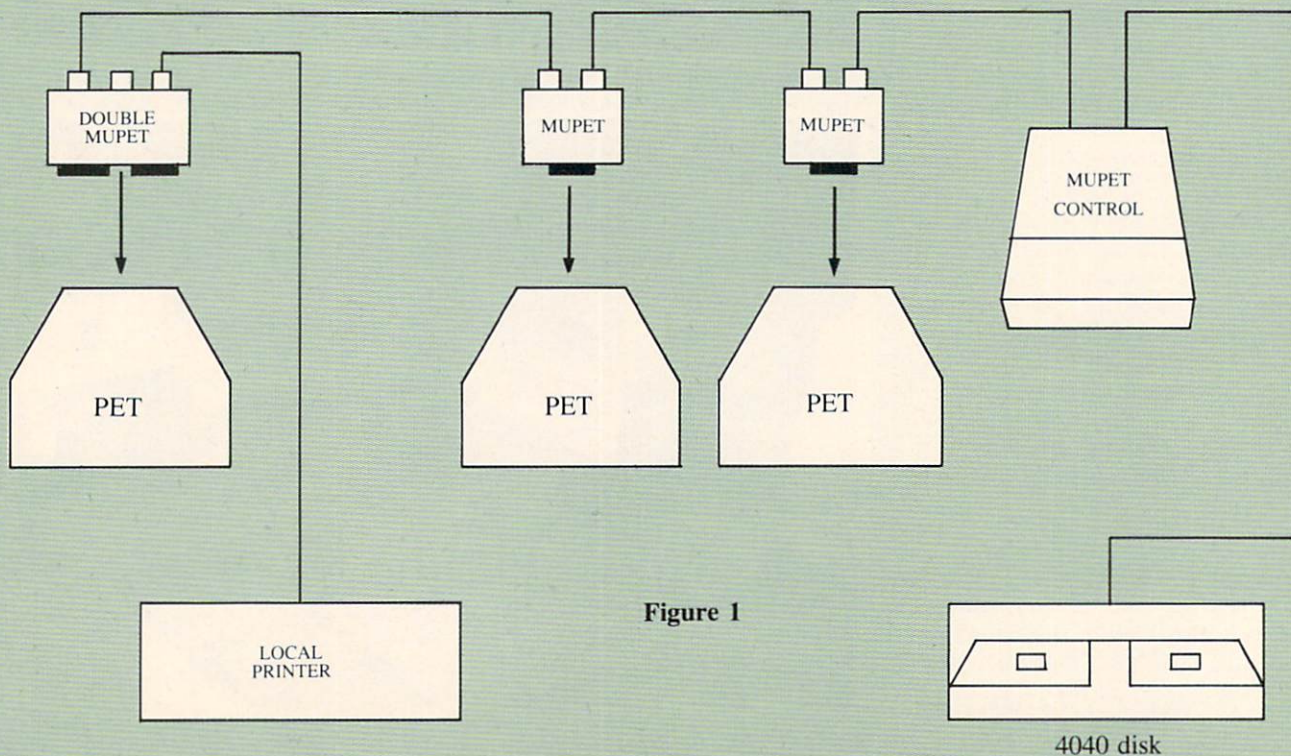 DOUBLE
MUPET
MUPET
MUPET
MUPET
CONTROL
PET
PET
PET
LOCAL
PRINTER
Figure 1
4040 disk